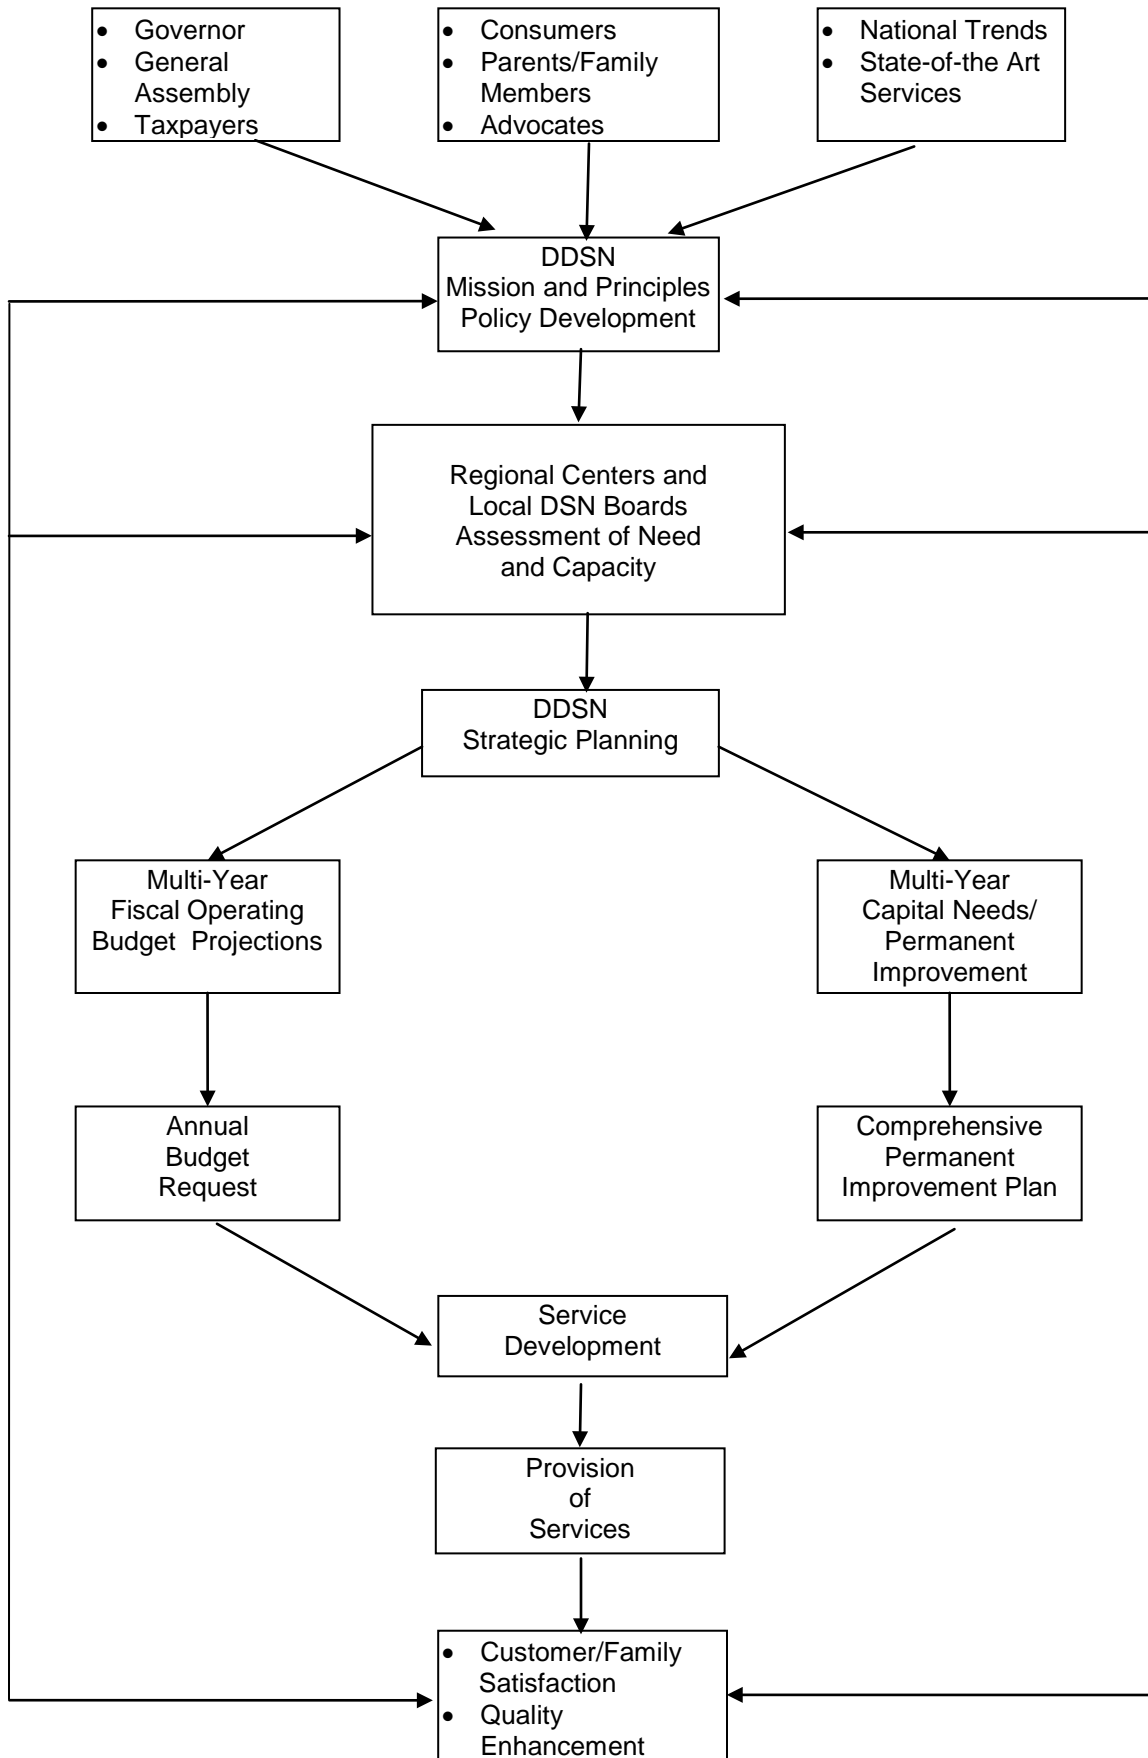 • Governor
• General
Assembly
• Taxpayers
• Consumers
• Parents/Family
Members
• Advocates
• National Trends
• State-of-the Art
Services
DDSN
Mission and Principles
Policy Development
Regional Centers and
Local DSN Boards
Assessment of Need
and Capacity
DDSN
Strategic Planning
Multi-Year
Fiscal Operating
Budget Projections
Multi-Year
Capital Needs/
Permanent
Improvement
Annual
Budget
Request
Comprehensive
Permanent
Improvement Plan
Service
Development
Provision
of
Services
• Customer/Family
Satisfaction
• Quality
Enhancement